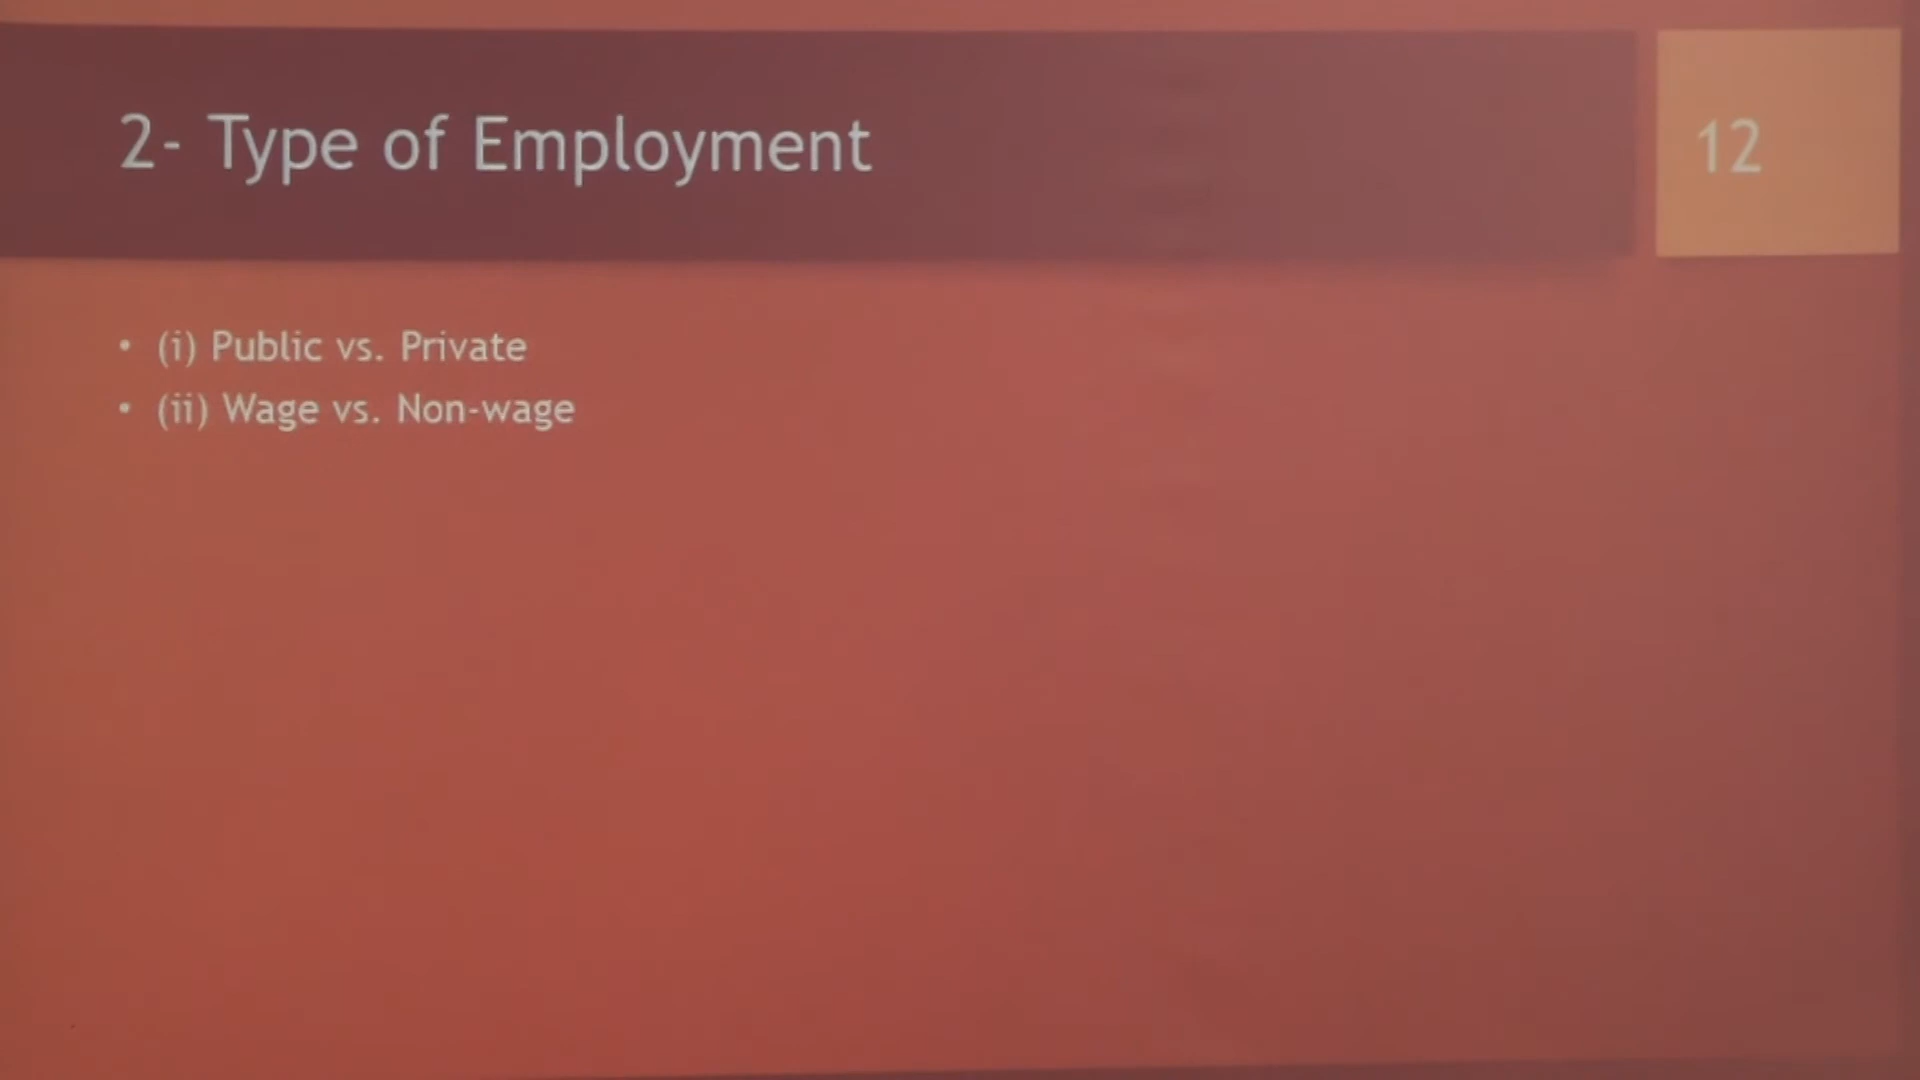 2- Type of Employment
12
• (i) Public vs. Private
• (ii) Wage vs. Non-wage